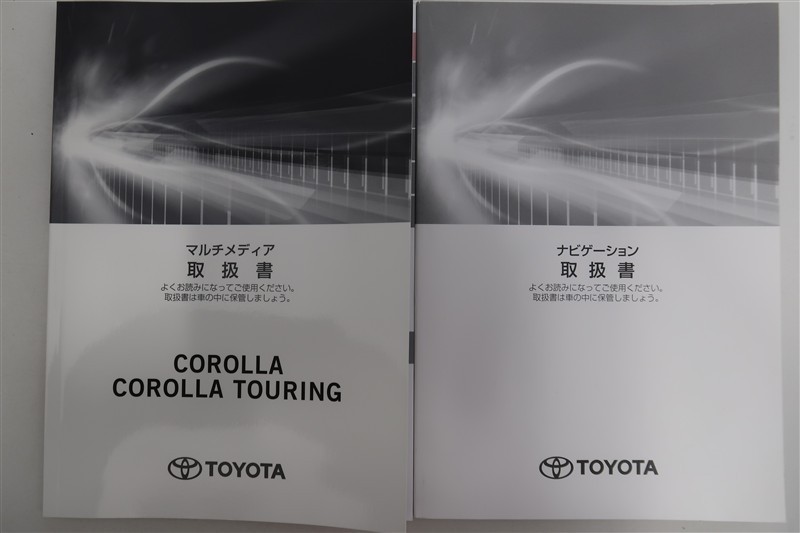 マルチメディア
取扱書
よくお読みになってご使用ください。
取扱書は車の中に保管しましょう。
COROLLA
COROLLA TOURING
TOYOTA
ナビゲーション
取扱書
よくお読みになってご使用ください。
取扱書は車の中に保管しましょう。
TOYOTA